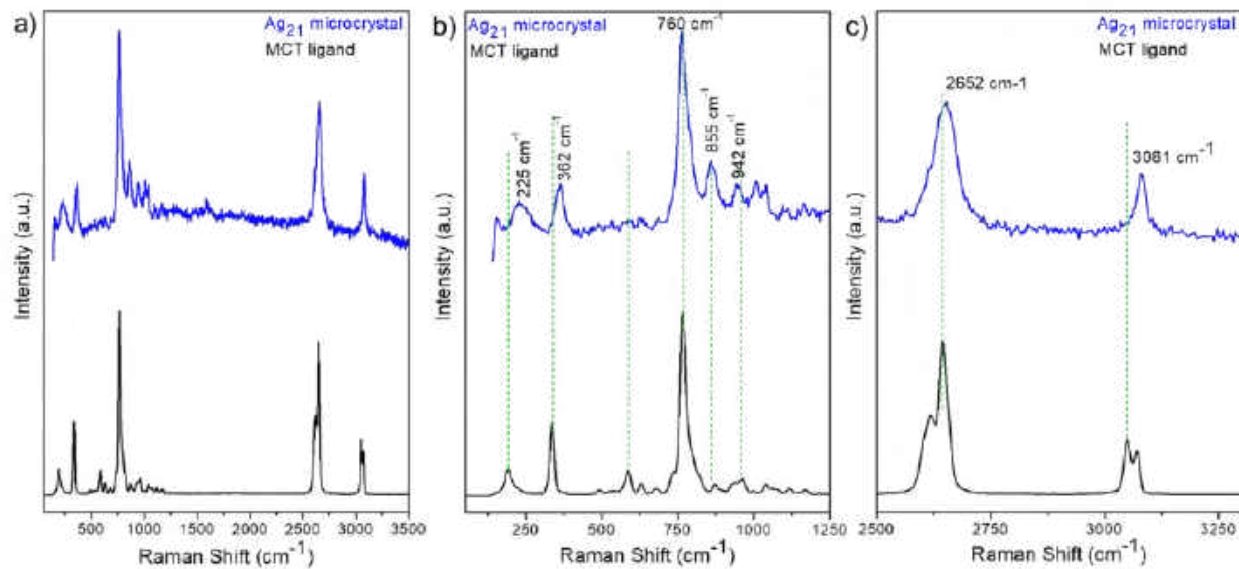 a)
Ag21 microcrystal
MCT ligand
Intensity (a.u.)
500 1000 1500 2000 2500 3000 3500
Raman Shift (cm-1)
b)
Ag21 microcrystal
MCT ligand
760 cm-1
225 cm-1
362 cm-1
855 cm-1
942 cm-1
Intensity (a.u.)
250 500 750 1000 1250
Raman Shift (cm-1)
c)
Ag21 microcrystal
MCT ligand
2652 cm-1
3081 cm-1
Intensity (a.u.)
2500 2750 3000 3250
Raman Shift (cm-1)